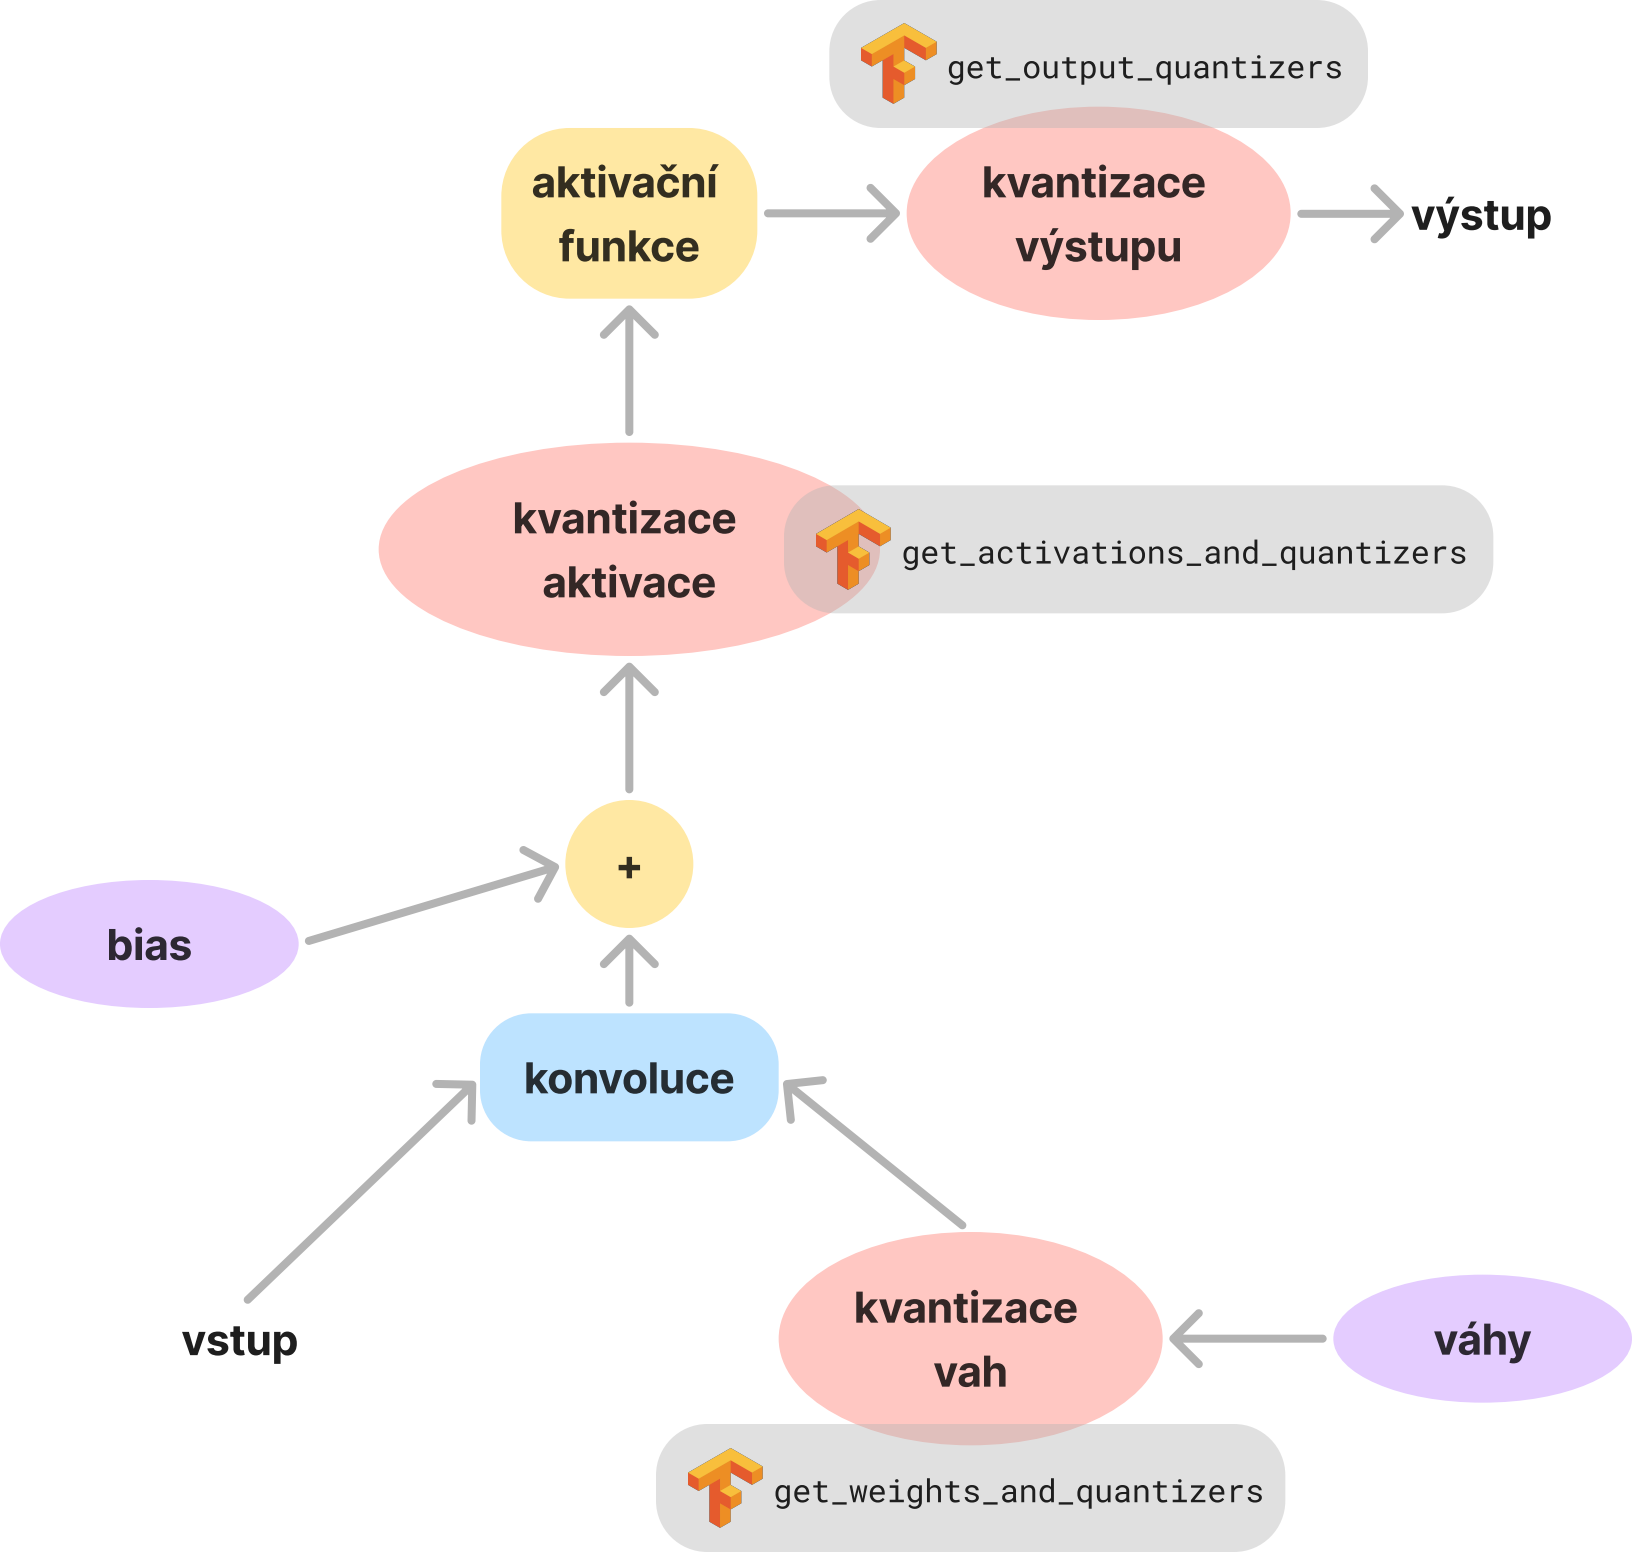 get_output_quantizers
aktivační
funkce
kvantizace
výstupu
výstup
kvantizace
aktivace
get_activations_and_quantizers
+
bias
konvoluce
vstup
kvantizace
vah
váhy
get_weights_and_quantizers